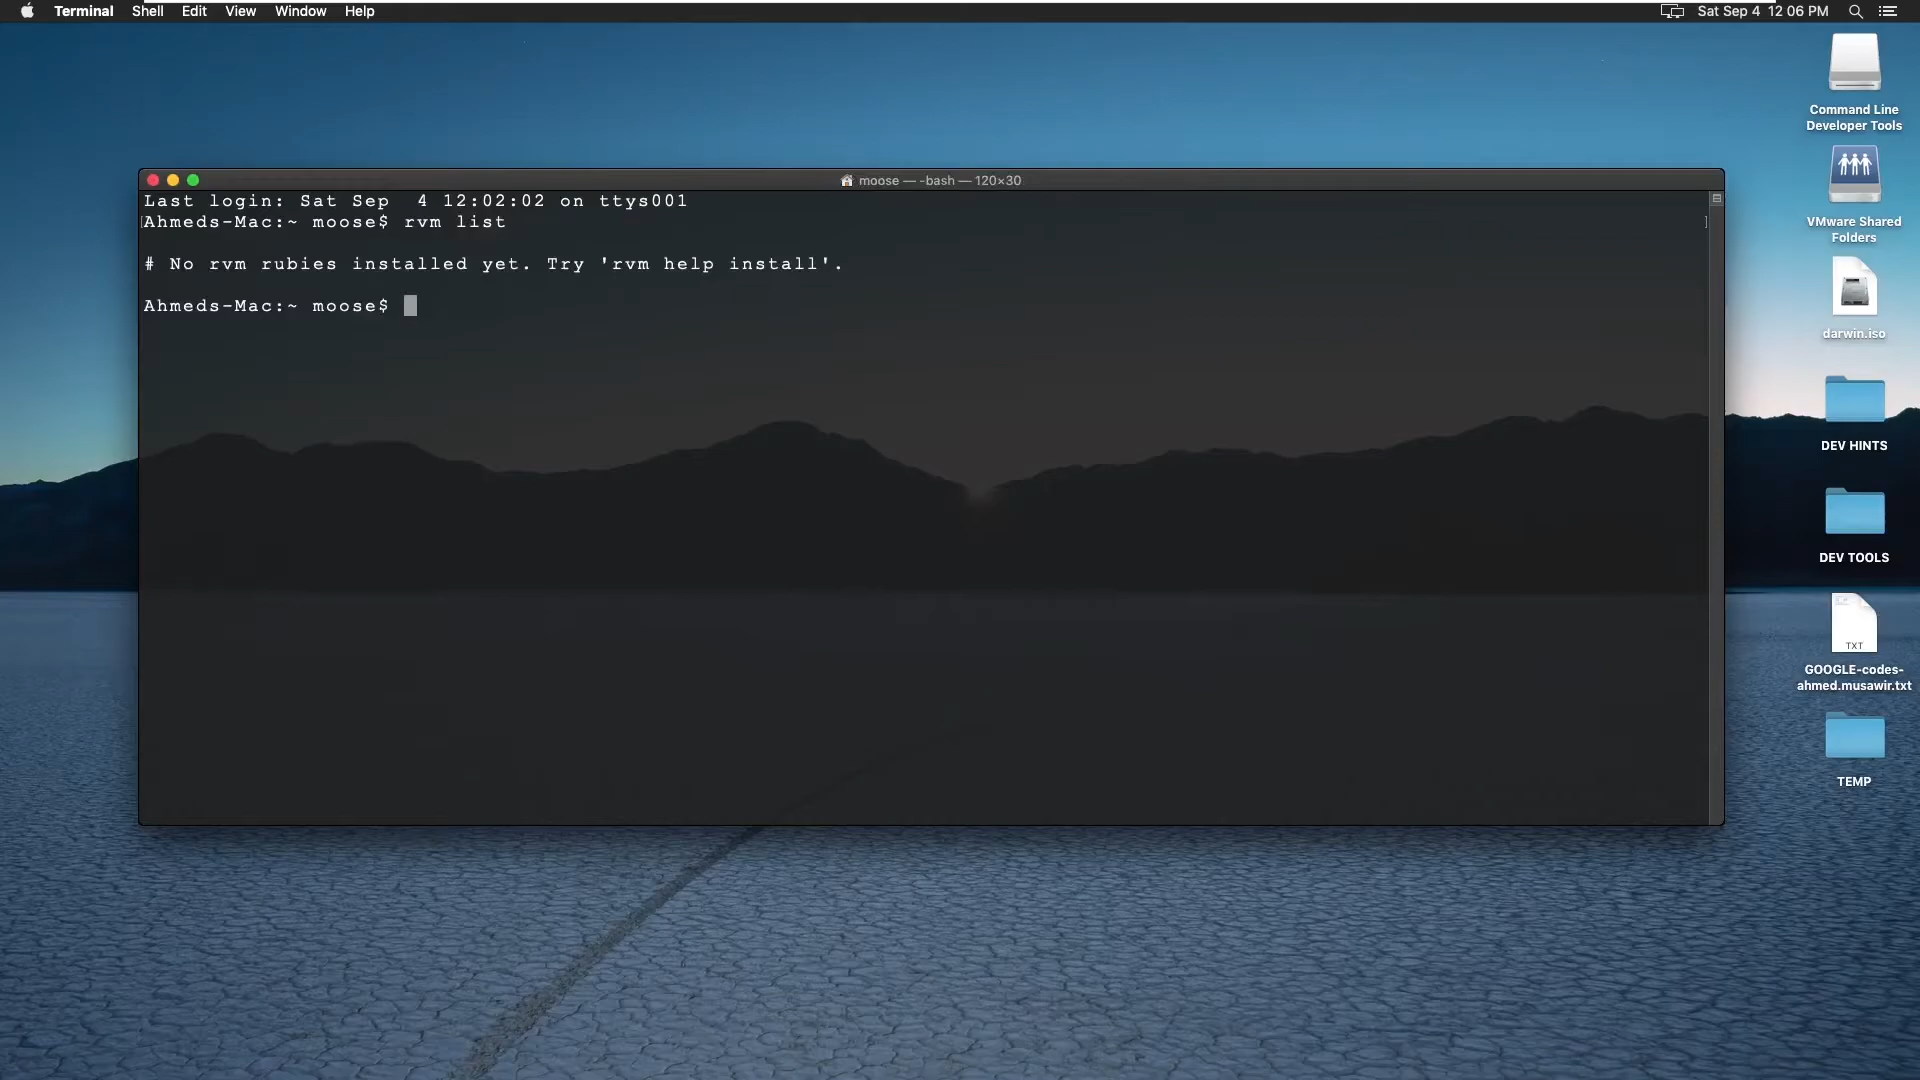 Terminal Shell Edit View Window Help
Sat Sep 4 12 06 PM
moose — -bash — 120×30
Last login: Sat Sep  4 12:02:02 on ttys001
[Ahmeds-Mac:~ moose$ rvm list ]
# No rvm rubies installed yet. Try 'rvm help install'.
Ahmeds-Mac:~ moose$
Command Line
Developer Tools
VMware Shared
Folders
darwin.iso
DEV HINTS
DEV TOOLS
TXT
GOOGLE-codes-
ahmed.musawir.txt
TEMP